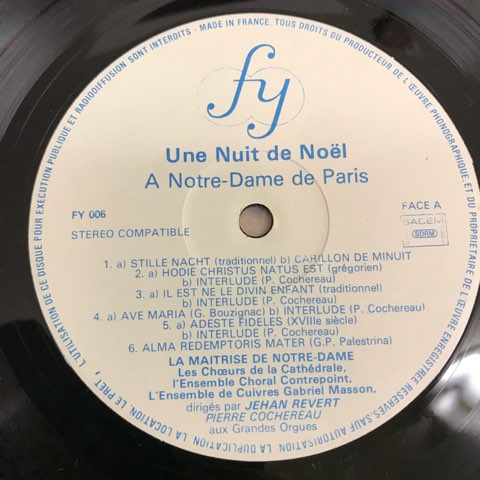 UTILISATION DE CE DISQUE POUR EXECUTION PUBLIQUE ET RADIODIFFUSION SONT INTERDITS - MADE IN FRANCE. TOUS DROITS DU PRODUCTEUR DE L'ŒUVRE PHONOGRAPHIQUE ET DU PROPRIETAIRE DE L'ŒUVRE ENREGISTREE RESERVES. SAUF AUTORISATION LA DUPLICATION, LA LOCATION, LE PRET, L'
fy
Une Nuit de Noël
A Notre-Dame de Paris
FY 006
FACE A
STEREO COMPATIBLE
SACEM
SDRM
1. a) STILLE NACHT (traditionnel) b) CARILLON DE MINUIT
2. a) HODIE CHRISTUS NATUS EST (grégorien)
b) INTERLUDE (P. Cochereau)
3. a) IL EST NE LE DIVIN ENFANT (traditionnel)
b) INTERLUDE (P. Cochereau)
4. a) AVE MARIA (G. Bouzignac) b) INTERLUDE (P. Cochereau)
5. a) ADESTE FIDELES (XVIIIe siècle)
b) INTERLUDE (P. Cochereau)
6. ALMA REDEMPTORIS MATER (G.P. Palestrina)
LA MAITRISE DE NOTRE-DAME
Les Chœurs de la Cathédrale,
l'Ensemble Choral Contrepoint,
L'Ensemble de Cuivres Gabriel Masson,
dirigés par JEHAN REVERT
PIERRE COCHEREAU
aux Grandes Orgues